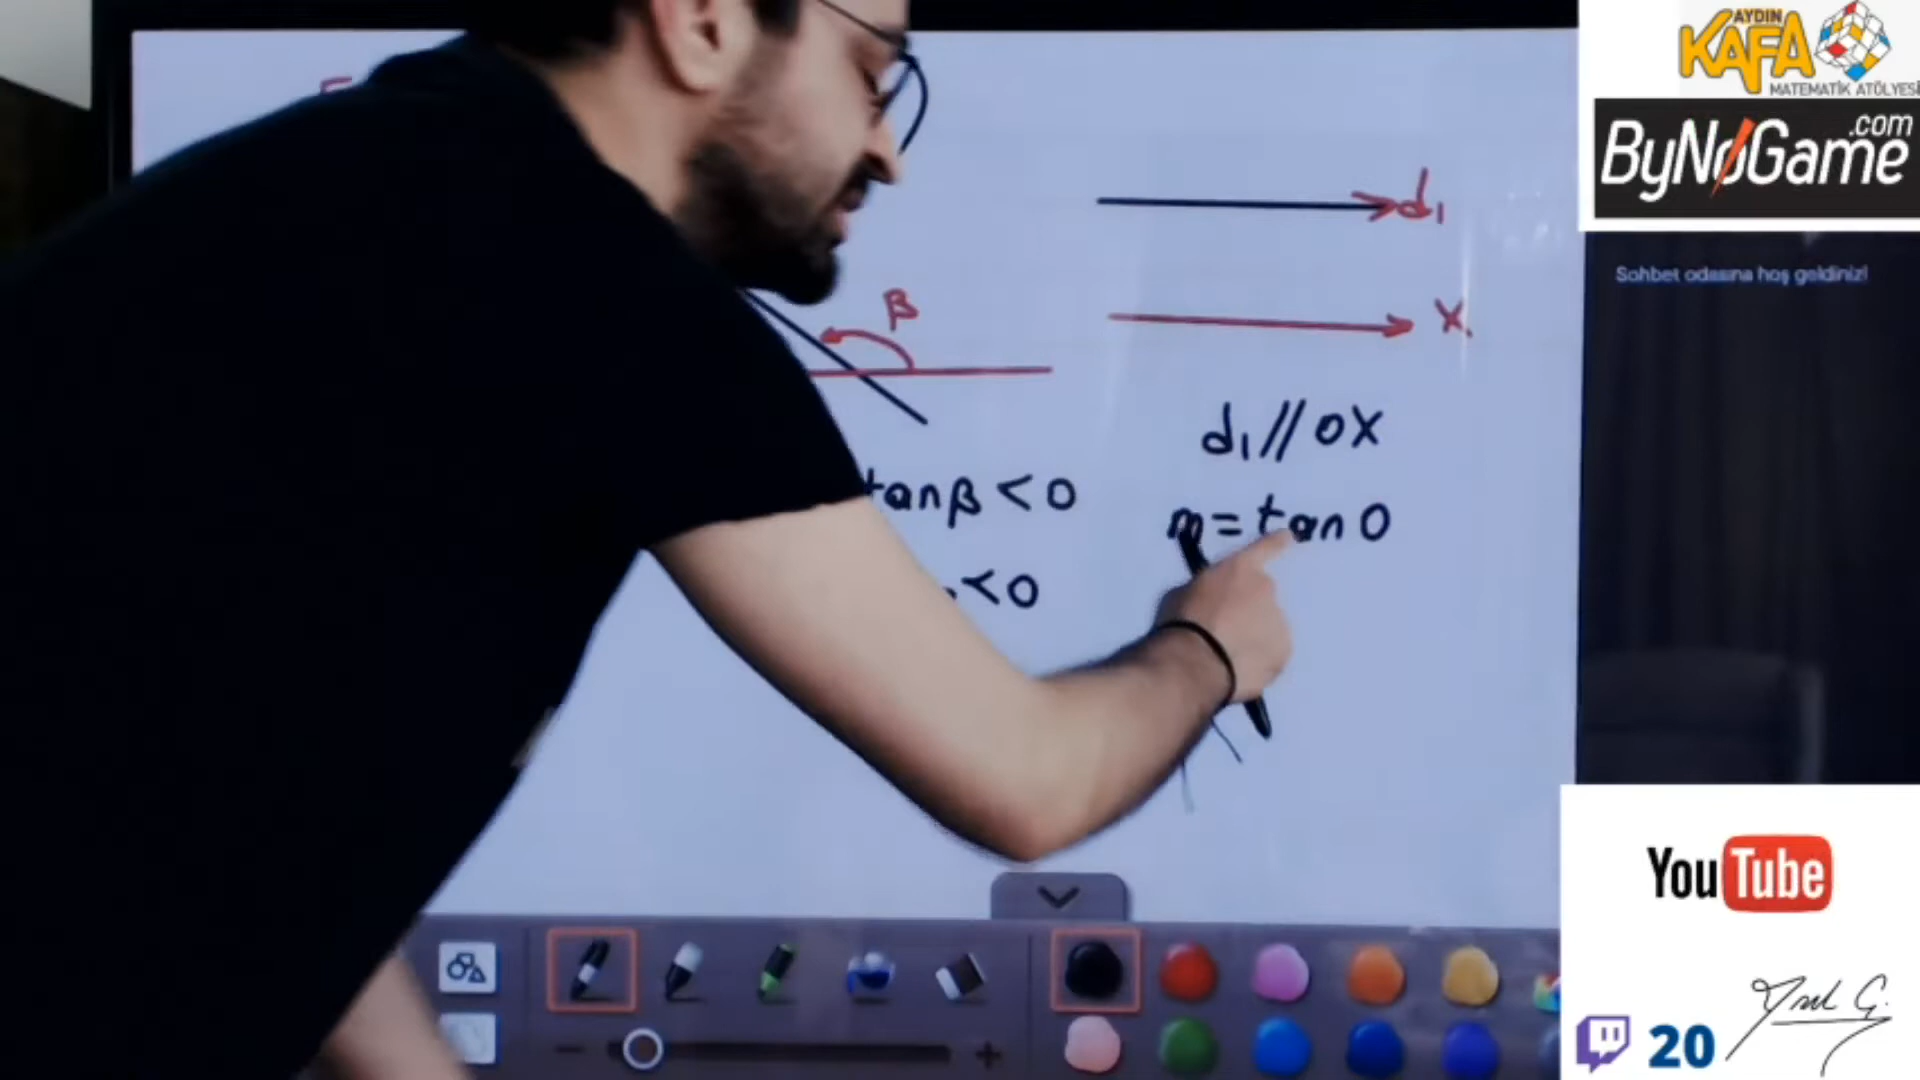 AYDIN
KAFA
MATEMATİK ATÖLYESİ
ByNoGame.com
Sohbet odasına hoş geldiniz!
d₁
β
X
d₁ // OX
tanβ < 0
m = tan 0
< 0
YouTube
20